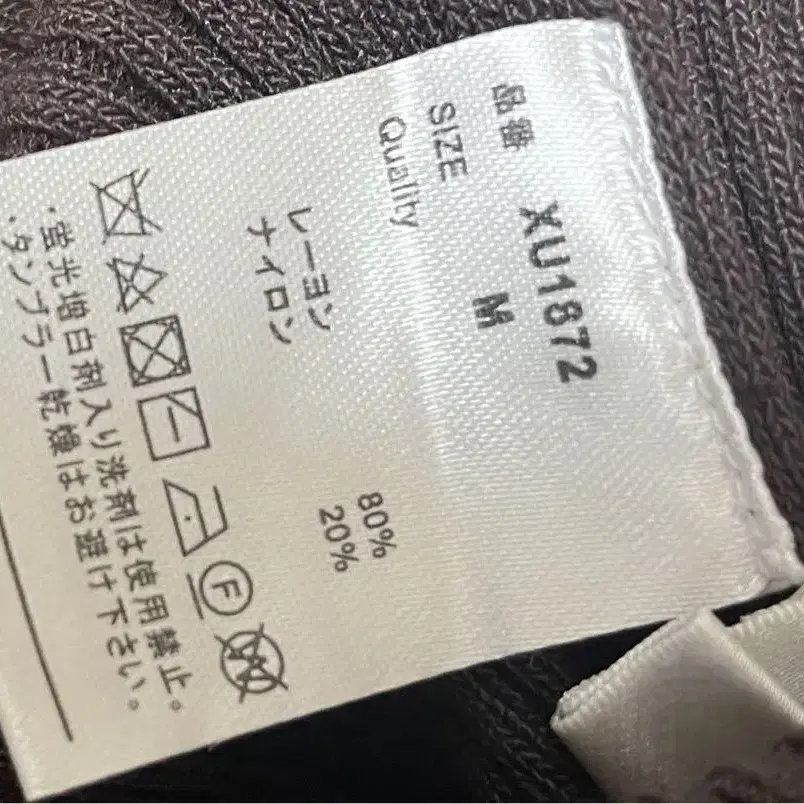 品番 XU1872
SIZE M
Quality
レーヨン 80%
ナイロン 20%
F W
・蛍光増白剤入り洗剤は使用禁止。
・タンブラー乾燥はお避け下さい。